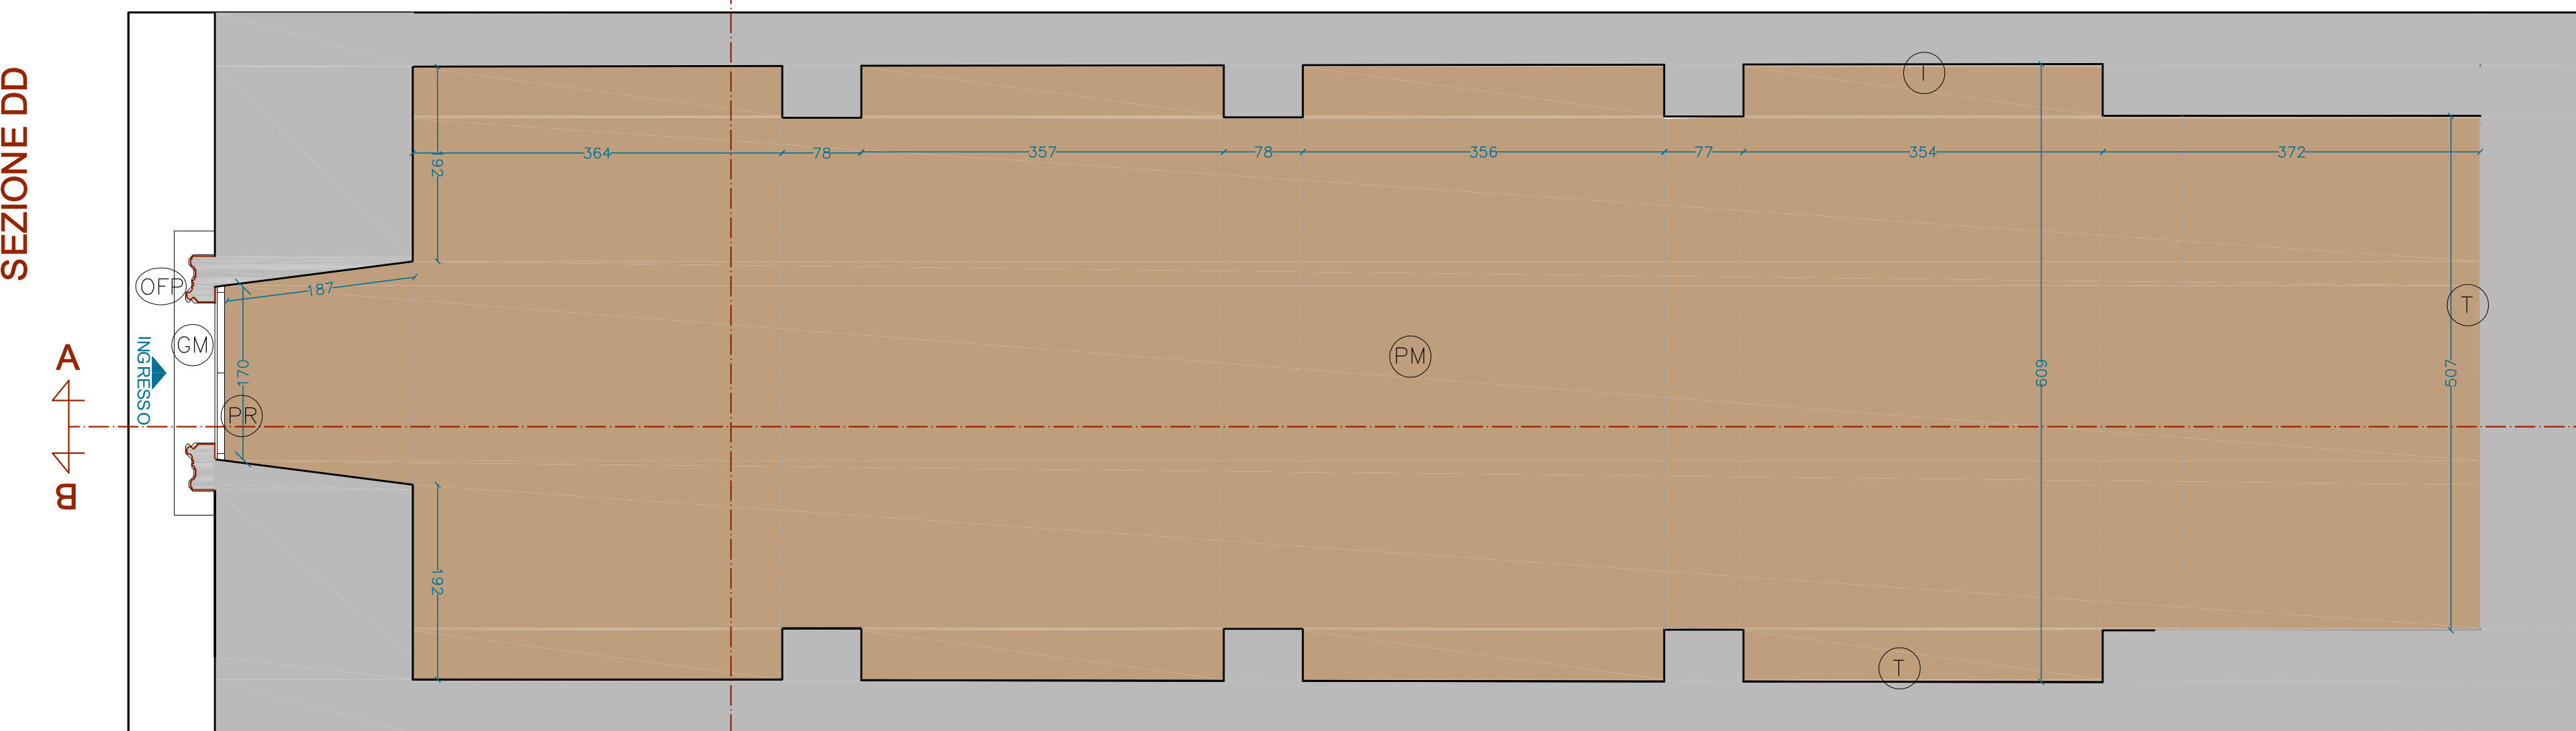 SEZIONE DD
T
192
364
78
357
78
356
77
354
372
OFP
187
T
GM
INGRESSO
A
170
PM
609
507
PR
B
192
T